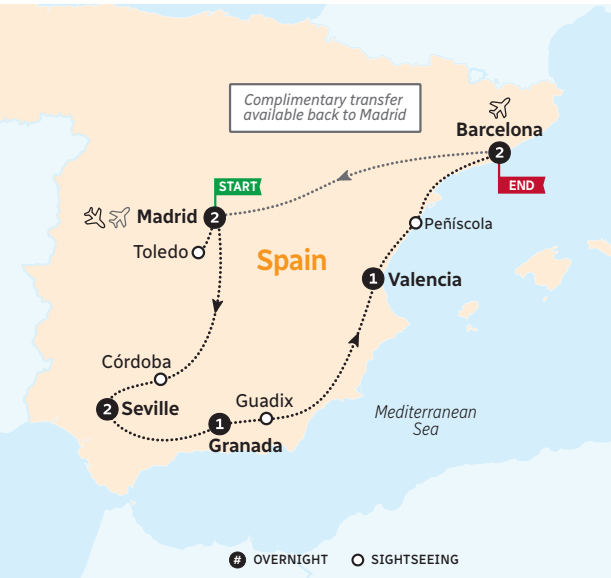 Complimentary transfer
available back to Madrid
Barcelona
2
END
START
Madrid
2
Toledo
Spain
Peñíscola
1
Valencia
Córdoba
2
Seville
Guadix
1
Granada
Mediterranean
Sea
# OVERNIGHT
SIGHTSEEING